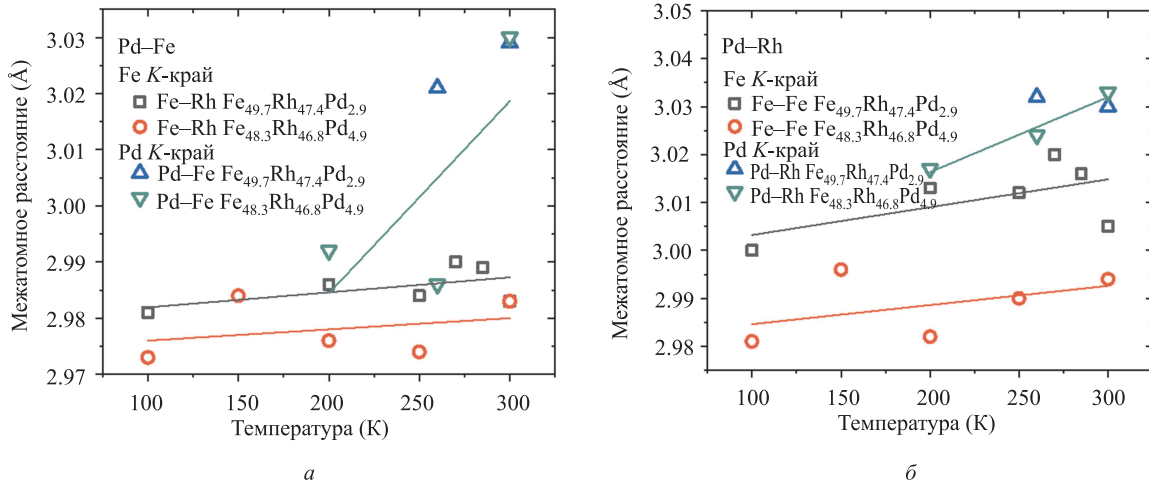 Межатомное расстояние (Å)
3.03
3.02
3.01
3.00
2.99
2.98
2.97
Pd–Fe
Fe K-край
Fe–Rh Fe49.7Rh47.4Pd2.9
Fe–Rh Fe48.3Rh46.8Pd4.9
Pd K-край
Pd–Fe Fe49.7Rh47.4Pd2.9
Pd–Fe Fe48.3Rh46.8Pd4.9
100 150 200 250 300
Температура (К)
а
Межатомное расстояние (Å)
3.05
3.04
3.03
3.02
3.01
3.00
2.99
2.98
Pd–Rh
Fe K-край
Fe–Fe Fe49.7Rh47.4Pd2.9
Fe–Fe Fe48.3Rh46.8Pd4.9
Pd K-край
Pd–Rh Fe49.7Rh47.4Pd2.9
Pd–Rh Fe48.3Rh46.8Pd4.9
100 150 200 250 300
Температура (К)
б